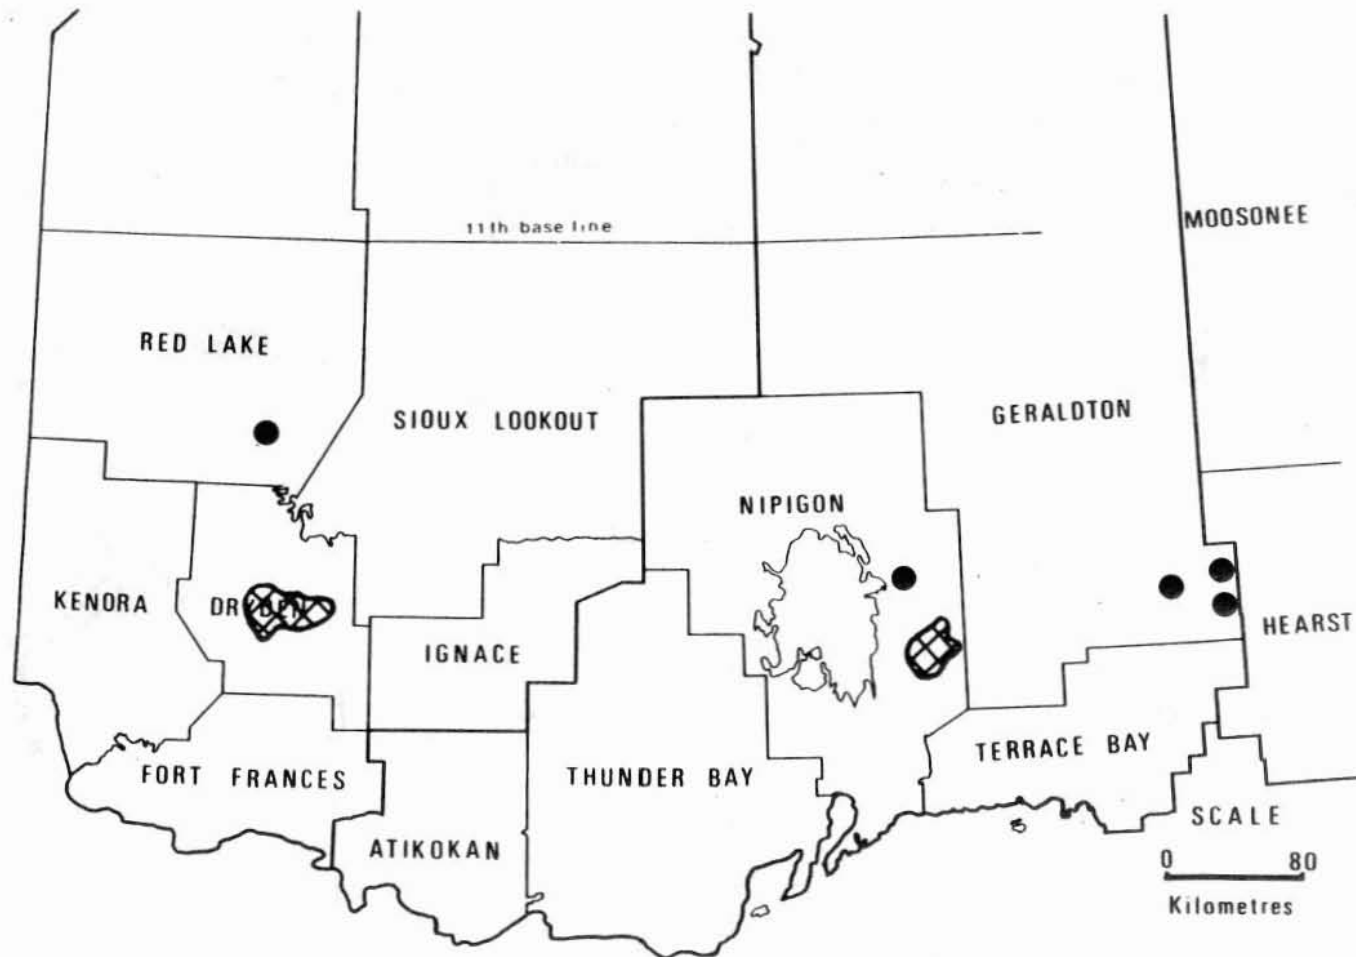 11th base line
MOOSONEE
RED LAKE
SIOUX LOOKOUT
GERALDTON
NIPIGON
KENORA
DRYDEN
IGNACE
HEARST
FORT FRANCES
THUNDER BAY
TERRACE BAY
ATIKOKAN
SCALE
0 80
Kilometres